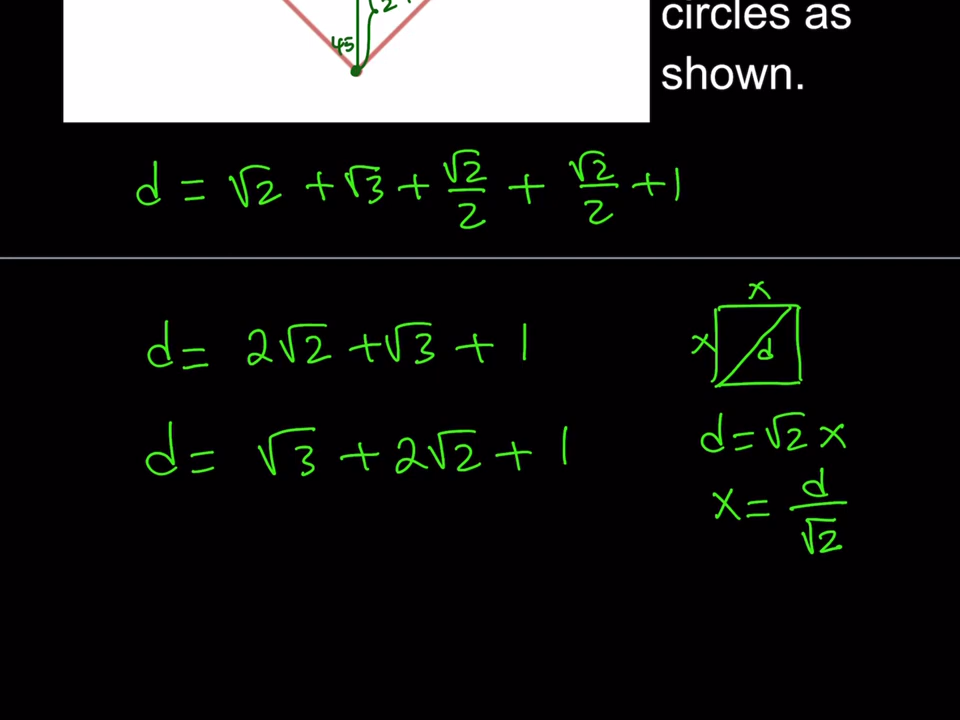 circles as
45
2
shown.
d = √2 + √3 + √2/2 + √2/2 + 1
x
d = 2√2 + √3 + 1
x
d
d = √2 x
d = √3 + 2√2 + 1
x = d/√2